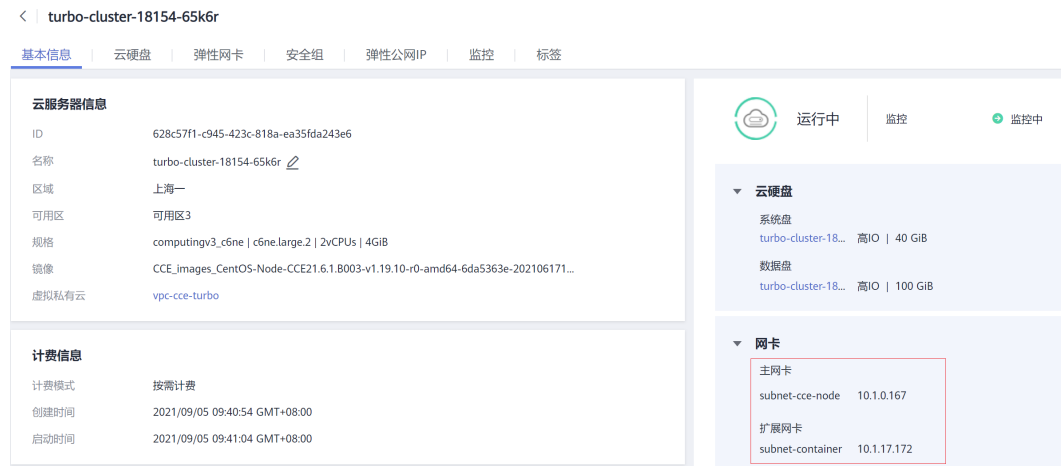 turbo-cluster-18154-65k6r
基本信息 云硬盘 弹性网卡 安全组 弹性公网IP 监控 标签
云服务器信息
ID 628c57f1-c945-423c-818a-ea35fda243e6
名称 turbo-cluster-18154-65k6r
区域 上海一
可用区 可用区3
规格 computingv3_c6ne | c6ne.large.2 | 2vCPUs | 4GiB
镜像 CCE_images_CentOS-Node-CCE21.6.1.B003-v1.19.10-r0-amd64-6da5363e-202106171...
虚拟私有云 vpc-cce-turbo
计费信息
计费模式 按需计费
创建时间 2021/09/05 09:40:54 GMT+08:00
启动时间 2021/09/05 09:41:04 GMT+08:00
运行中 监控 监控中
云硬盘
系统盘
turbo-cluster-18... 高IO | 40 GiB
数据盘
turbo-cluster-18... 高IO | 100 GiB
网卡
主网卡
subnet-cce-node 10.1.0.167
扩展网卡
subnet-container 10.1.17.172